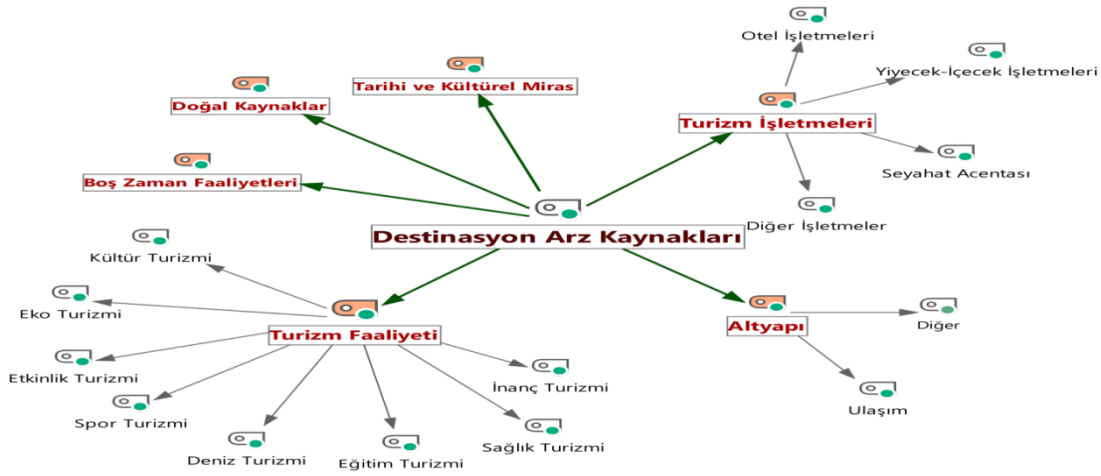 Otel İşletmeleri
Tarihi ve Kültürel Miras
Yiyecek-İçecek İşletmeleri
Doğal Kaynaklar
Turizm İşletmeleri
Boş Zaman Faaliyetleri
Seyahat Acentası
Diğer İşletmeler
Destinasyon Arz Kaynakları
Kültür Turizmi
Eko Turizmi
Turizm Faaliyeti
Altyapı
Diğer
Etkinlik Turizmi
İnanç Turizmi
Ulaşım
Spor Turizmi
Sağlık Turizmi
Deniz Turizmi
Eğitim Turizmi